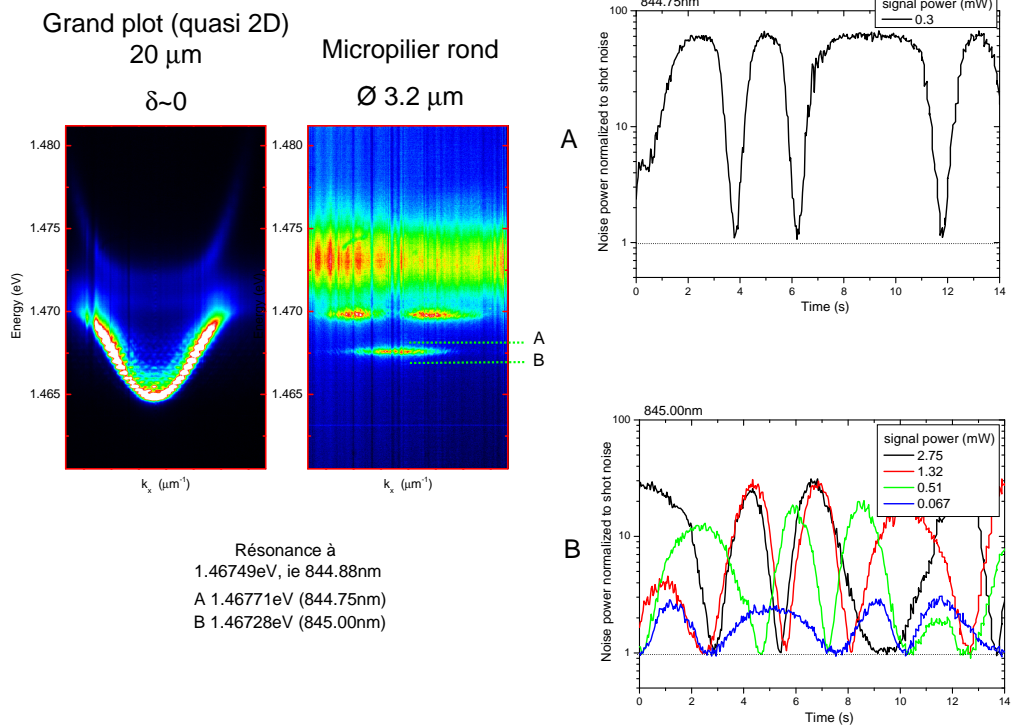 Grand plot (quasi 2D)
20 μm
δ~0
Micropilier rond
Ø 3.2 μm
1.480
1.475
1.470
1.465
Energy (eV)
kx (μm⁻¹)
1.480
1.475
1.470
1.465
kx (μm⁻¹)
A
B
Résonance à
1.46749eV, ie 844.88nm
A 1.46771eV (844.75nm)
B 1.46728eV (845.00nm)
A
844.75nm
signal power (mW)
0.3
100
10
1
Noise power normalized to shot noise
0 2 4 6 8 10 12 14
Time (s)
B
845.00nm
signal power (mW)
2.75
1.32
0.51
0.067
100
10
1
Noise power normalized to shot noise
0 2 4 6 8 10 12 14
Time (s)